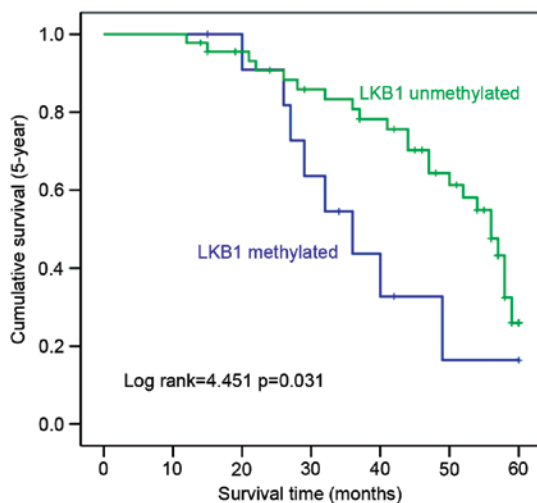 Cumulative survival (5-year)
1.0
0.8
0.6
0.4
0.2
0.0
LKB1 unmethylated
LKB1 methylated
Log rank=4.451 p=0.031
0 10 20 30 40 50 60
Survival time (months)